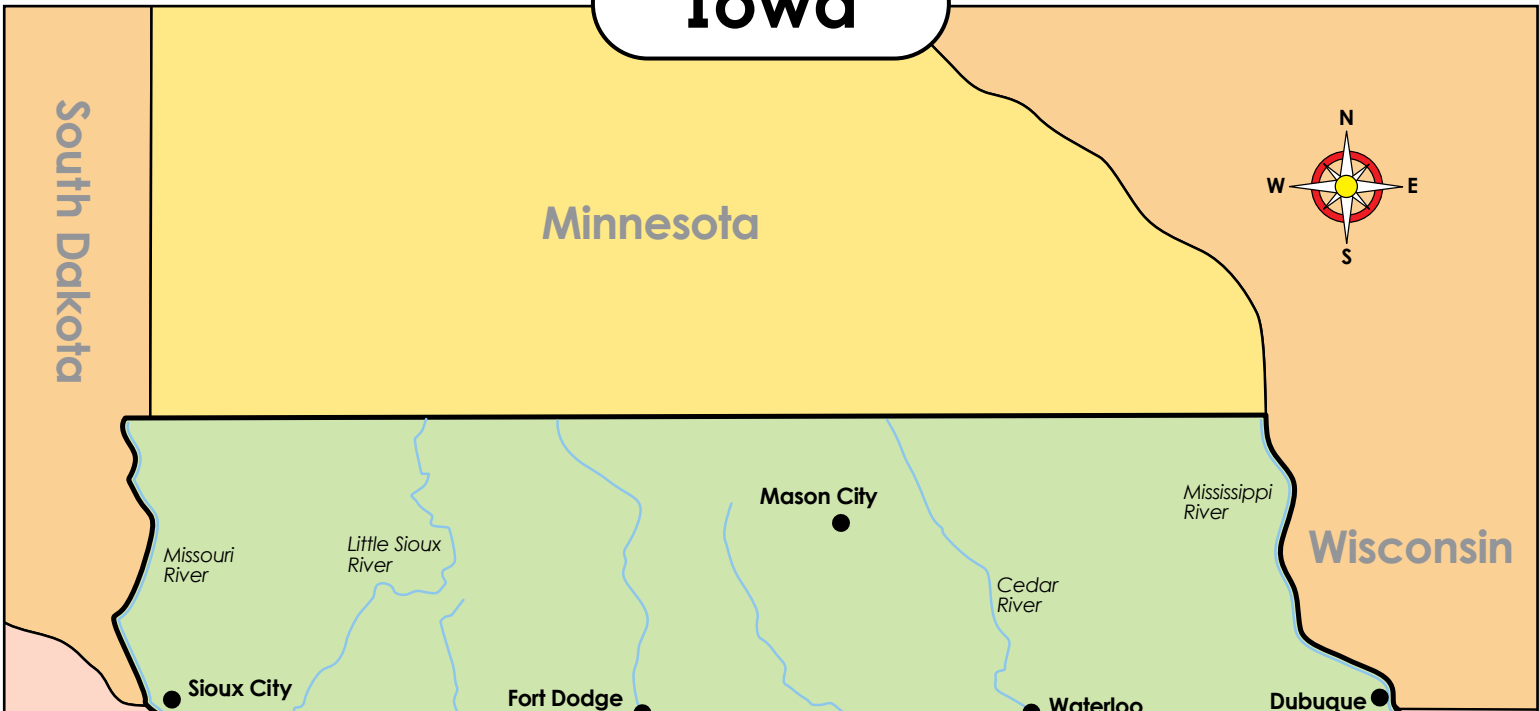 Iowa
South Dakota
Minnesota
N
W
E
S
Mason City
Mississippi
River
Wisconsin
Missouri
River
Little Sioux
River
Cedar
River
Sioux City
Fort Dodge
Waterloo
Dubuque